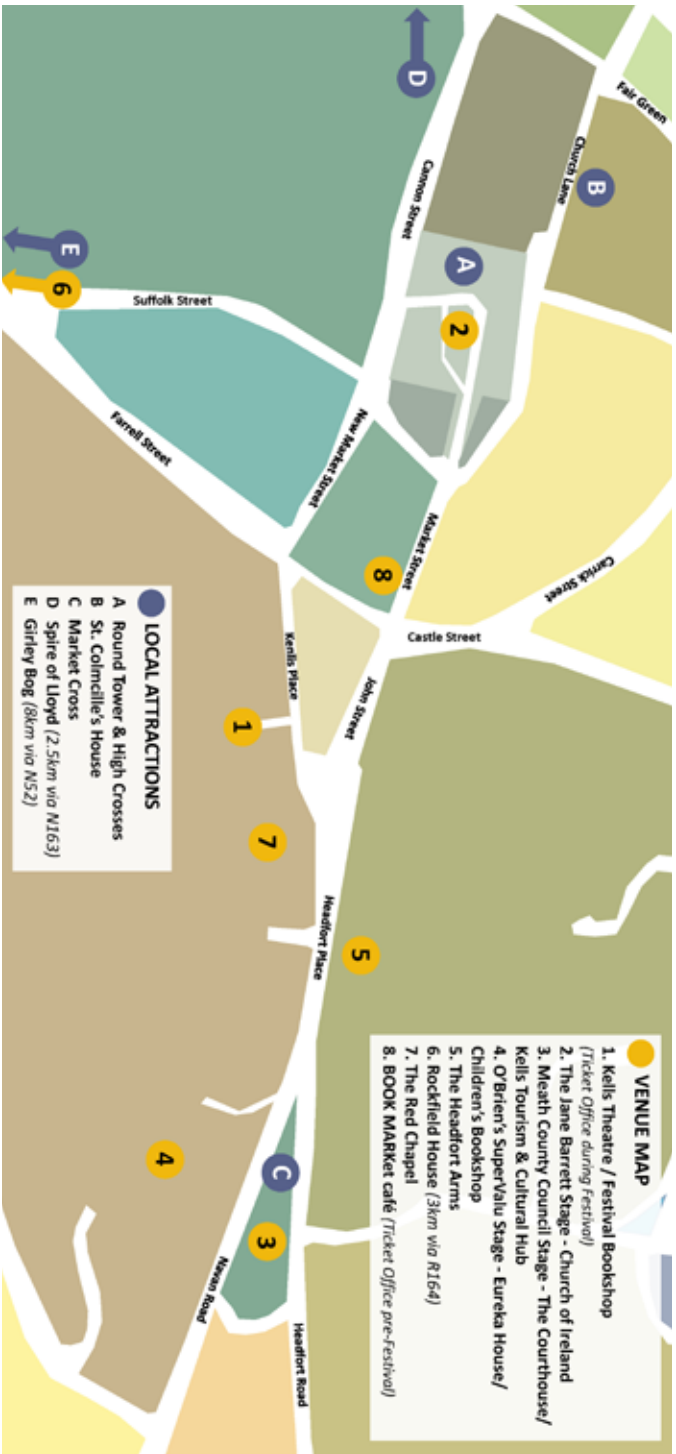 VENUE MAP
1. Kells Theatre / Festival Bookshop
(Ticket Office during Festival)
2. The Jane Barrett Stage - Church of Ireland
3. Meath County Council Stage - The Courthouse/
Kells Tourism & Cultural Hub
4. O'Brien's SuperValu Stage - Eureka House/
Children's Bookshop
5. The Headfort Arms
6. Rockfield House (3km via R164)
7. The Red Chapel
8. BOOK MARKet café (Ticket Office pre-Festival)
Fair Green
Church Lane
B
D
Cannon Street
A
2
E
6
Suffolk Street
Farrell Street
New Market Street
Market Street
8
Carrick Street
Castle Street
John Street
Kenlis Place
1
7
5
Headfort Place
4
C
3
Navan Road
Headfort Road
LOCAL ATTRACTIONS
A Round Tower & High Crosses
B St. Colmcille's House
C Market Cross
D Spire of Lloyd (2.5km via N163)
E Girley Bog (8km via N52)